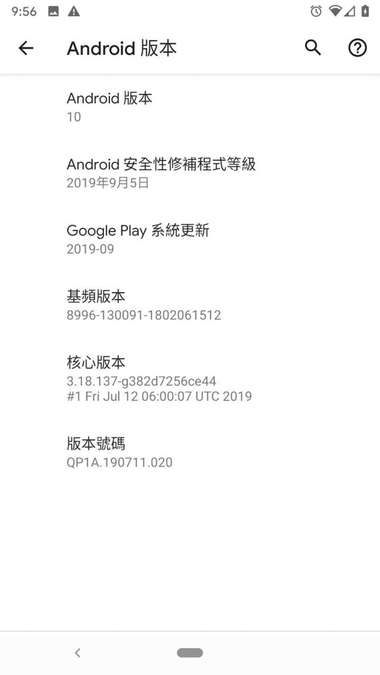 9:56
Android 版本
Android 版本
10
Android 安全性修補程式等級
2019年9月5日
Google Play 系統更新
2019-09
基頻版本
8996-130091-1802061512
核心版本
3.18.137-g382d7256ce44
#1 Fri Jul 12 06:00:07 UTC 2019
版本號碼
QP1A.190711.020